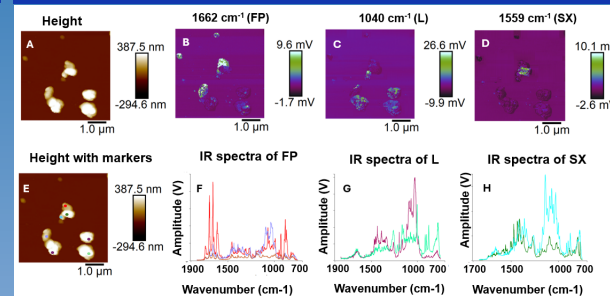 Height
1662 cm⁻¹ (FP)
1040 cm⁻¹ (L)
1559 cm⁻¹ (SX)
A
387.5 nm
-294.6 nm
1.0 µm
B
9.6 mV
-1.7 mV
1.0 µm
C
26.6 mV
-9.9 mV
1.0 µm
D
10.1 m
-2.6 m
1.0 µm
Height with markers
IR spectra of FP
IR spectra of L
IR spectra of SX
E
387.5 nm
-294.6 nm
1.0 µm
Amplitude (V)
F
1900 1500 1000 700
Wavenumber (cm-1)
Amplitude (V)
G
1900 1500 1000 700
Wavenumber (cm-1)
Amplitude (V)
H
1700 1500 1000 700
Wavenumber (cm-1)